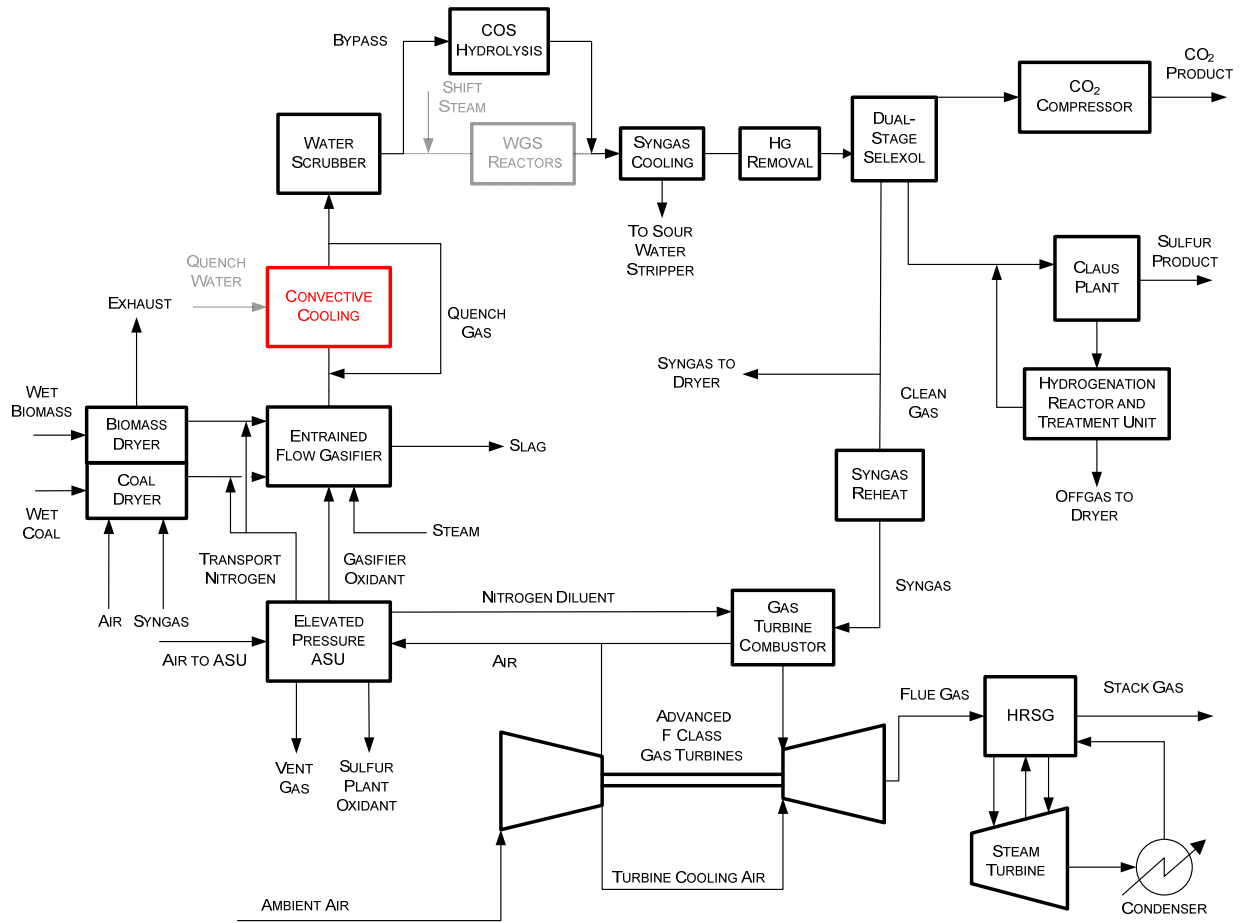 COS
HYDROLYSIS
BYPASS
CO2
PRODUCT
CO2
COMPRESSOR
SHIFT
STEAM
WATER
SCRUBBER
WGS
REACTORS
SYNGAS
COOLING
HG
REMOVAL
DUAL-
STAGE
SELEXOL
TO SOUR
WATER
STRIPPER
SULFUR
PRODUCT
CLAUS
PLANT
QUENCH
WATER
CONVECTIVE
COOLING
EXHAUST
QUENCH
GAS
SYNGAS TO
DRYER
HYDROGENATION
REACTOR AND
TREATMENT UNIT
CLEAN
GAS
WET
BIOMASS
BIOMASS
DRYER
ENTRAINED
FLOW GASIFIER
SLAG
COAL
DRYER
WET
COAL
SYNGAS
REHEAT
OFFGAS TO
DRYER
STEAM
TRANSPORT
NITROGEN
GASIFIER
OXIDANT
SYNGAS
AIR
SYNGAS
NITROGEN DILUENT
GAS
TURBINE
COMBUSTOR
ELEVATED
PRESSURE
ASU
AIR TO ASU
AIR
FLUE GAS
HRSG
STACK GAS
ADVANCED
F CLASS
GAS TURBINES
VENT
GAS
SULFUR
PLANT
OXIDANT
STEAM
TURBINE
TURBINE COOLING AIR
AMBIENT AIR
CONDENSER